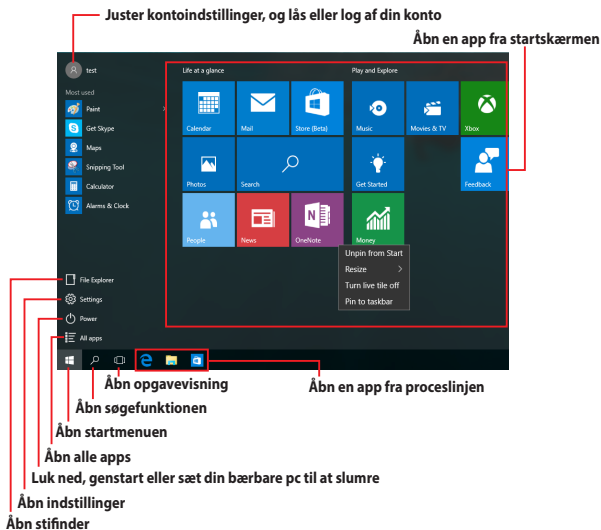 Juster kontoindstillinger, og lås eller log af din konto
Åbn en app fra startskærmen
test
Life at a glance
Play and Explore
Most used
Paint
Get Skype
Maps
Snipping Tool
Calculator
Alarms & Clock
Calendar
Mail
Store (Beta)
Music
Movies & TV
Xbox
Photos
Search
Get Started
Feedback
People
News
OneNote
Money
Unpin from Start
Resize
Turn live tile off
Pin to taskbar
File Explorer
Settings
Power
All apps
Åbn opgavevisning
Åbn en app fra proceslinjen
Åbn søgefunktionen
Åbn startmenuen
Åbn alle apps
Luk ned, genstart eller sæt din bærbare pc til at slumre
Åbn indstillinger
Åbn stifinder